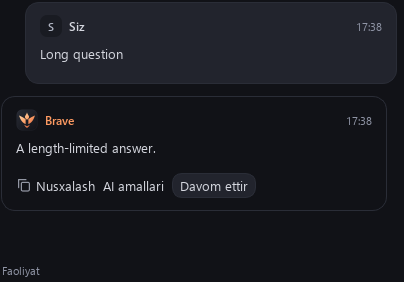 S Siz 17:38
Long question
Brave 17:38
A length-limited answer.
Nusxalash AI amallari Davom ettir
Faoliyat